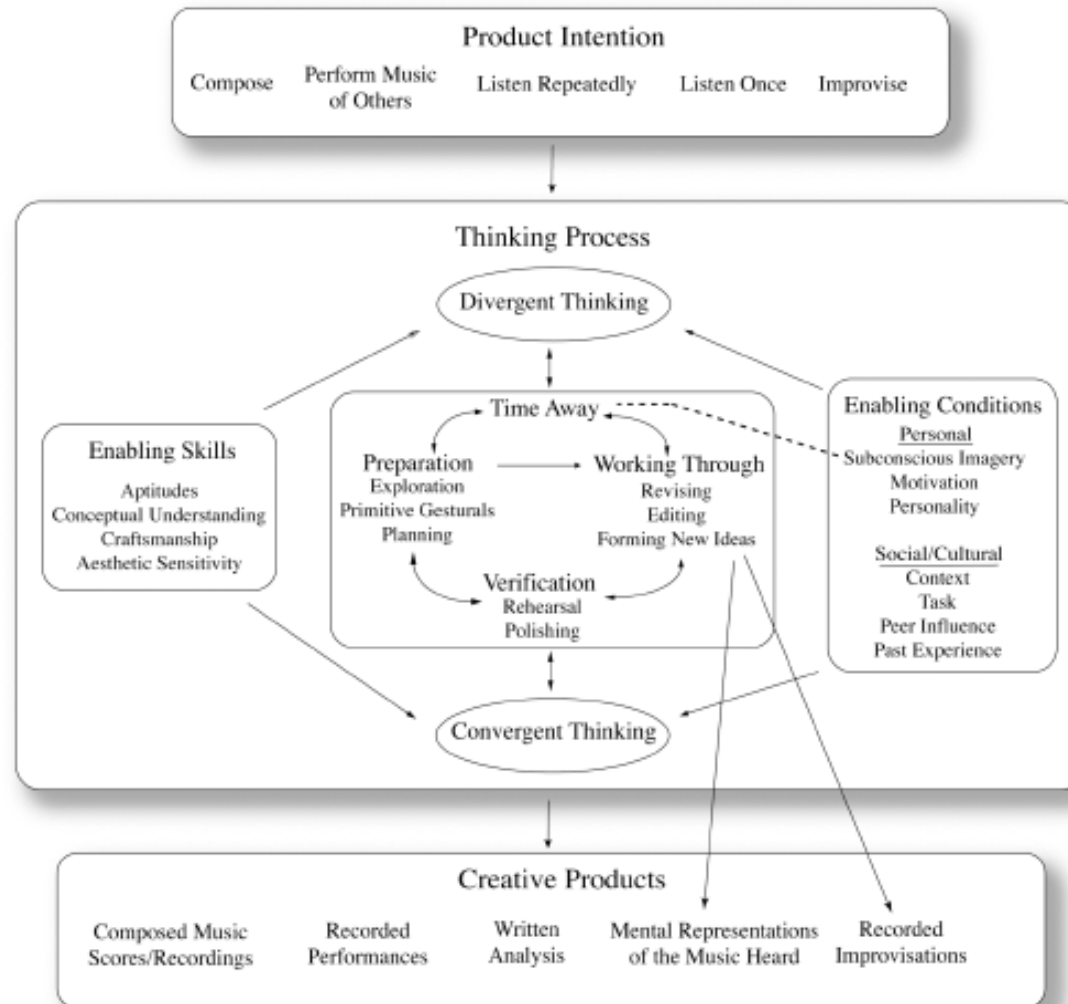 Product Intention
Compose
Perform Music
of Others
Listen Repeatedly
Listen Once
Improvise
Thinking Process
Divergent Thinking
Enabling Skills
Aptitudes
Conceptual Understanding
Craftsmanship
Aesthetic Sensitivity
Time Away
Preparation
Exploration
Primitive Gesturals
Planning
Working Through
Revising
Editing
Forming New Ideas
Verification
Rehearsal
Polishing
Enabling Conditions
Personal
Subconscious Imagery
Motivation
Personality
Social/Cultural
Context
Task
Peer Influence
Past Experience
Convergent Thinking
Creative Products
Composed Music
Scores/Recordings
Recorded
Performances
Written
Analysis
Mental Representations
of the Music Heard
Recorded
Improvisations